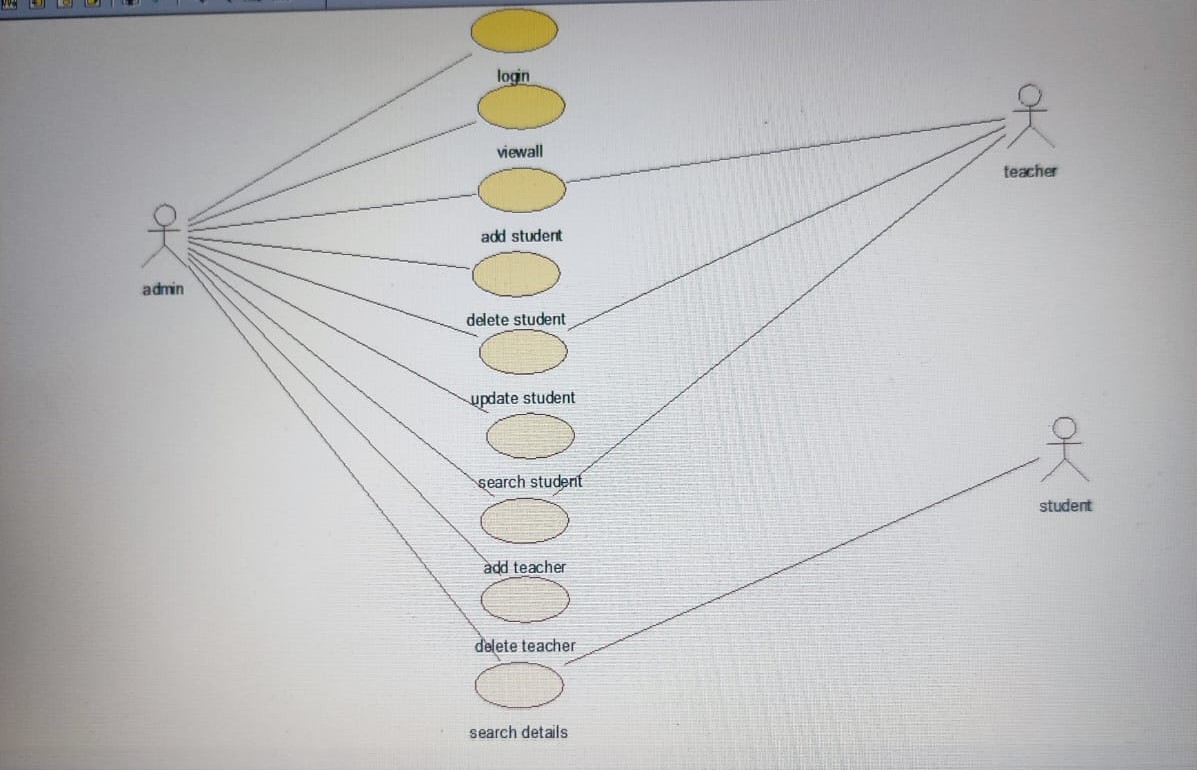 login
viewall
teacher
add student
admin
delete student
update student
search student
student
add teacher
delete teacher
search details